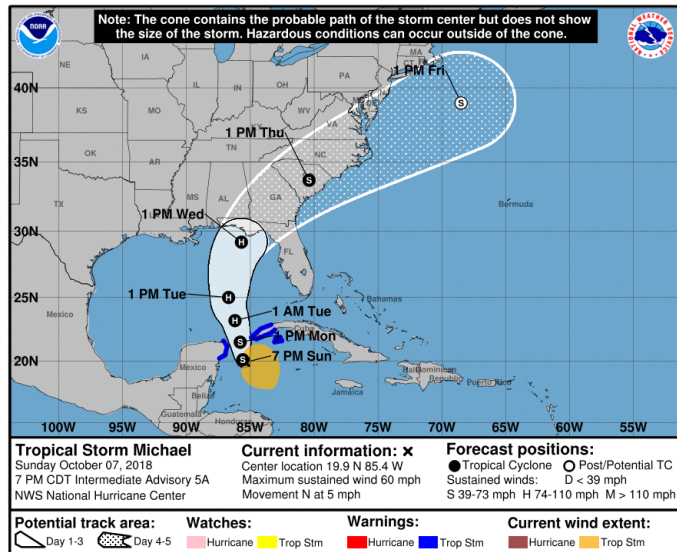 Note: The cone contains the probable path of the storm center but does not show
the size of the storm. Hazardous conditions can occur outside of the cone.
NOAA
NATIONAL WEATHER SERVICE
NE
IA
IL
IN
OH
PA
MA
CT
1 PM Fri
S
40N
KS
MO
WV
VA
DE
1 PM Thu
35N
OK
AR
TN
NC
S
SC
TX
MS
AL
GA
Bermuda
1 PM Wed
30N
H
FL
1 PM Tue
25N
H
1 AM Tue
H
Bahamas
Mexico
1 PM Mon
S
Cuba
20N
7 PM Sun
S
Mexico
Jamaica
Haiti
Dominican
Republic
Puerto Rico
Belize
Guatemala
Honduras
100W 95W 90W 85W 80W 75W 70W 65W 60W 55W
Tropical Storm Michael
Sunday October 07, 2018
7 PM CDT Intermediate Advisory 5A
NWS National Hurricane Center
Current information: x
Center location 19.9 N 85.4 W
Maximum sustained wind 60 mph
Movement N at 5 mph
Forecast positions:
Tropical Cyclone Post/Potential TC
Sustained winds: D < 39 mph
S 39-73 mph H 74-110 mph M > 110 mph
Potential track area:
Day 1-3 Day 4-5
Watches:
Hurricane Trop Stm
Warnings:
Hurricane Trop Stm
Current wind extent:
Hurricane Trop Stm